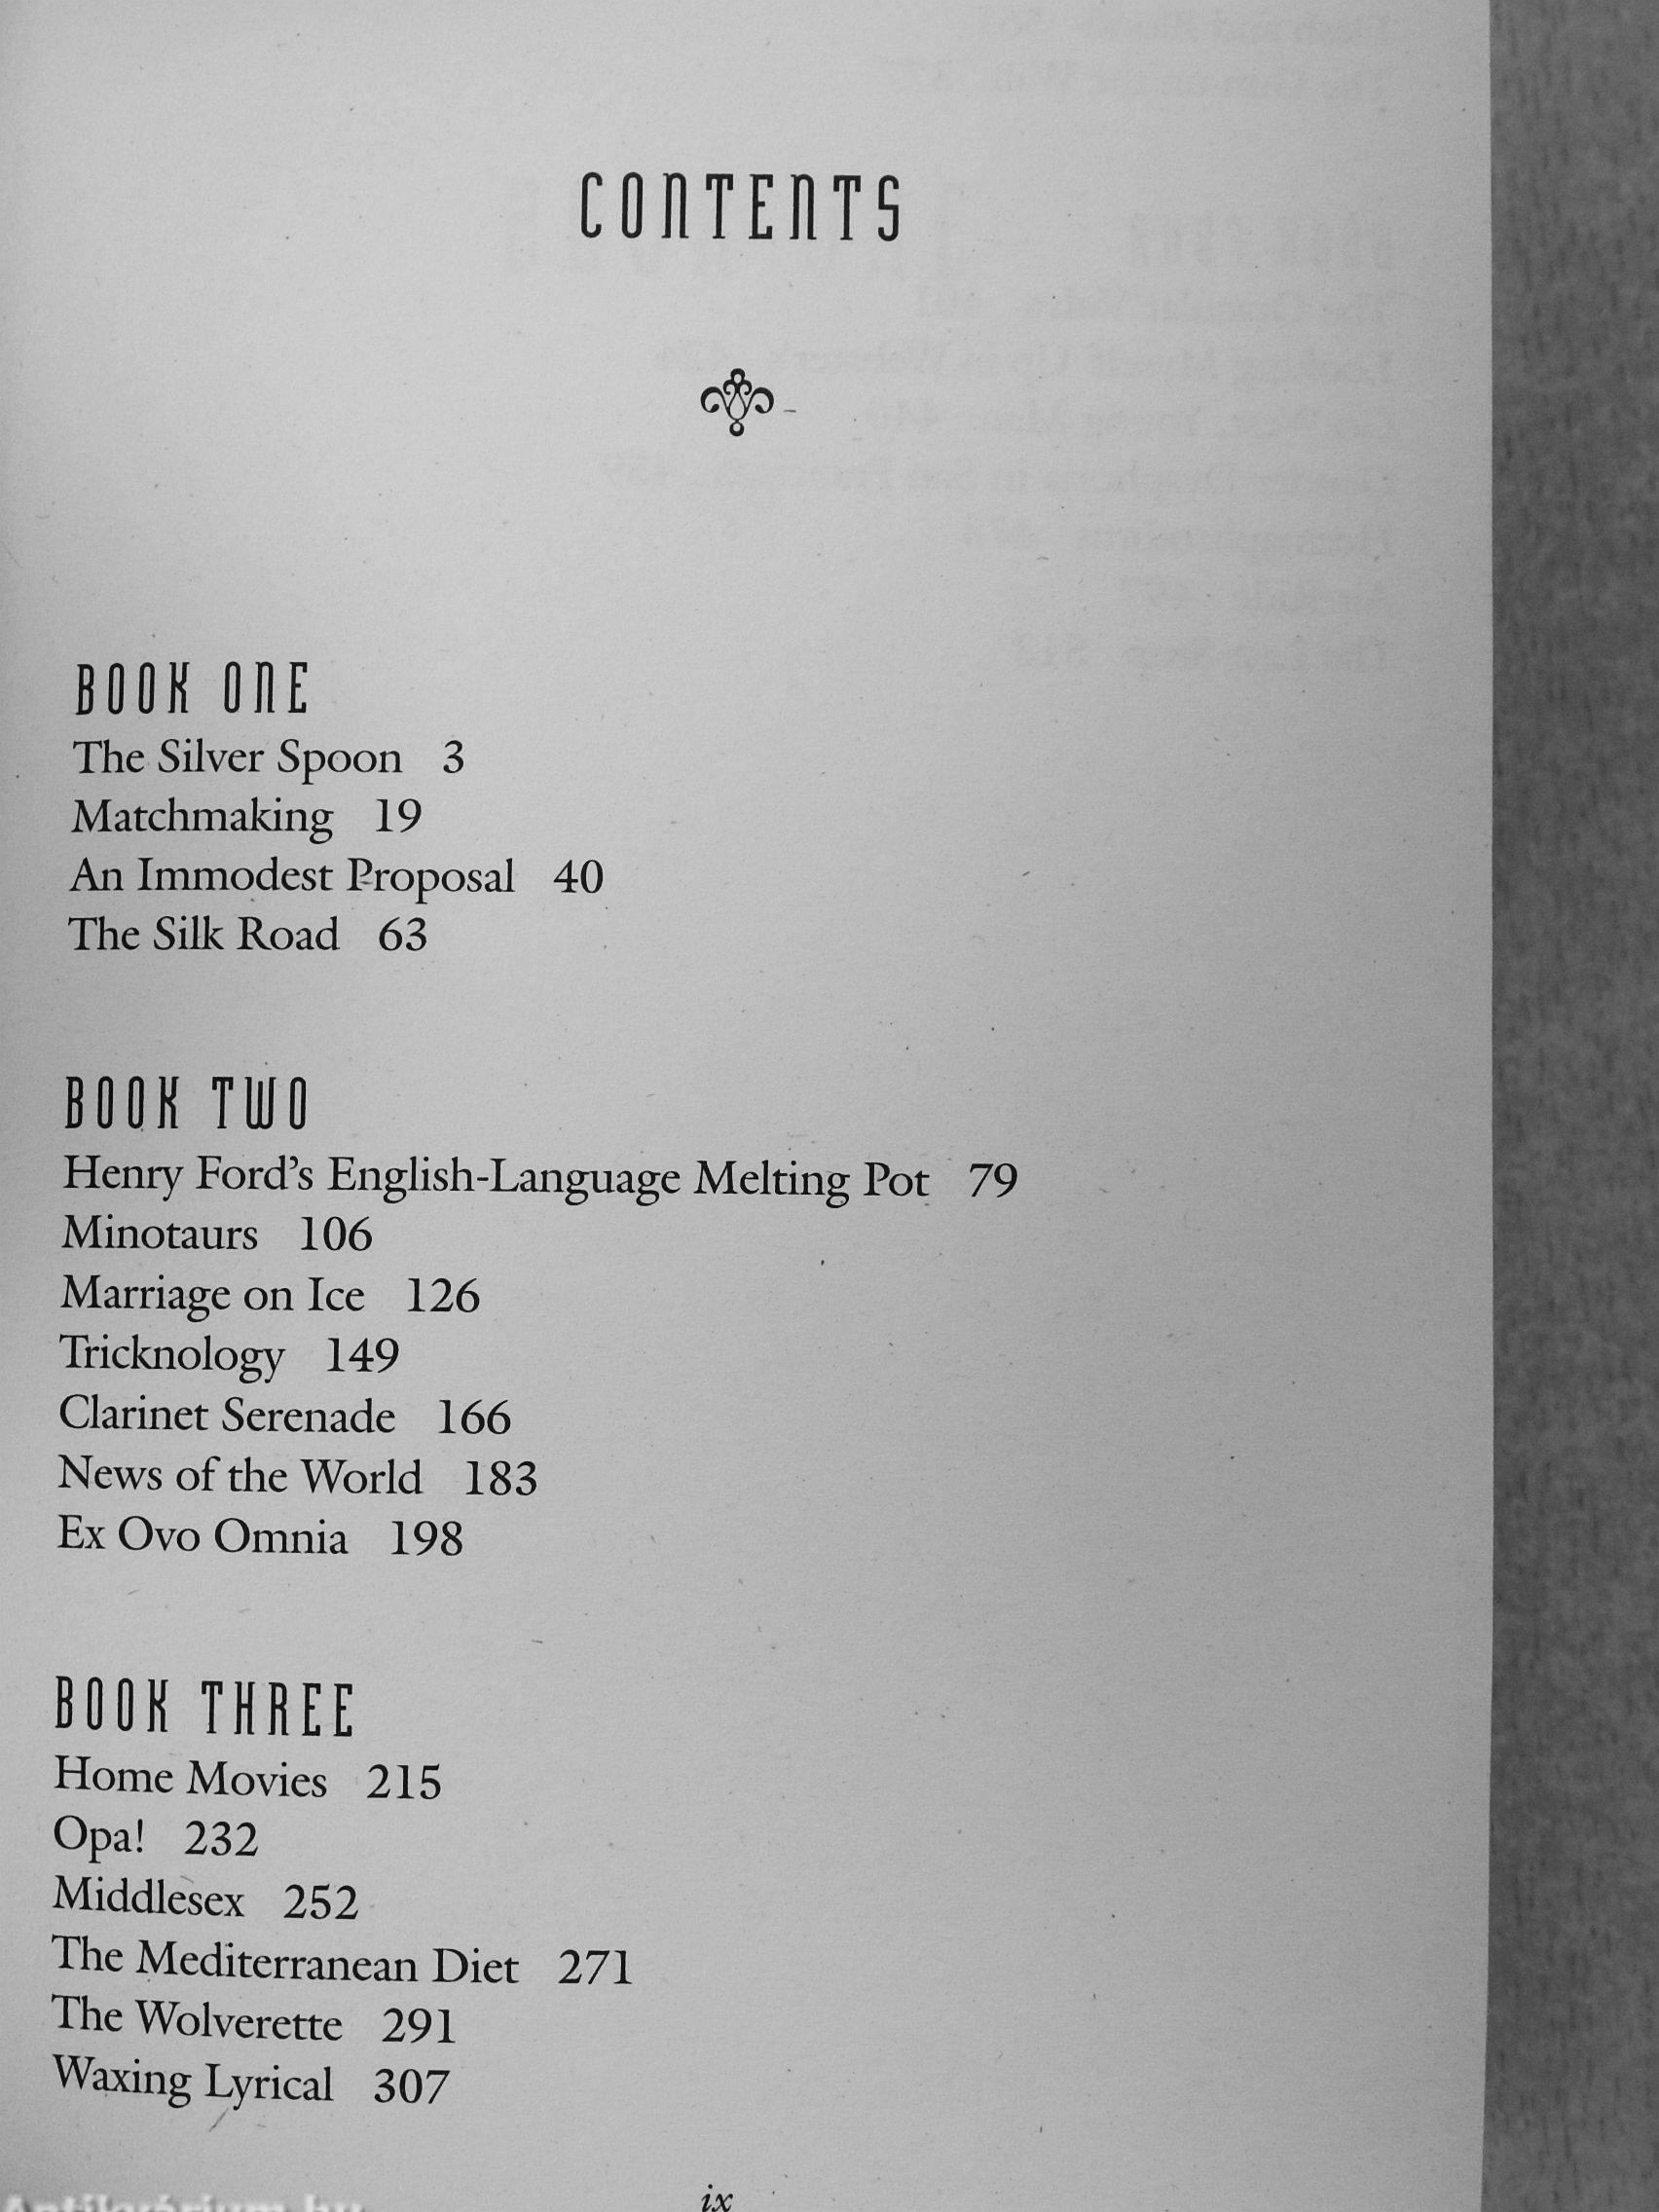 CONTENTS
BOOK ONE
The Silver Spoon 3
Matchmaking 19
An Immodest Proposal 40
The Silk Road 63
BOOK TWO
Henry Ford's English-Language Melting Pot 79
Minotaurs 106
Marriage on Ice 126
Tricknology 149
Clarinet Serenade 166
News of the World 183
Ex Ovo Omnia 198
BOOK THREE
Home Movies 215
Opa! 232
Middlesex 252
The Mediterranean Diet 271
The Wolverette 291
Waxing Lyrical 307
ix